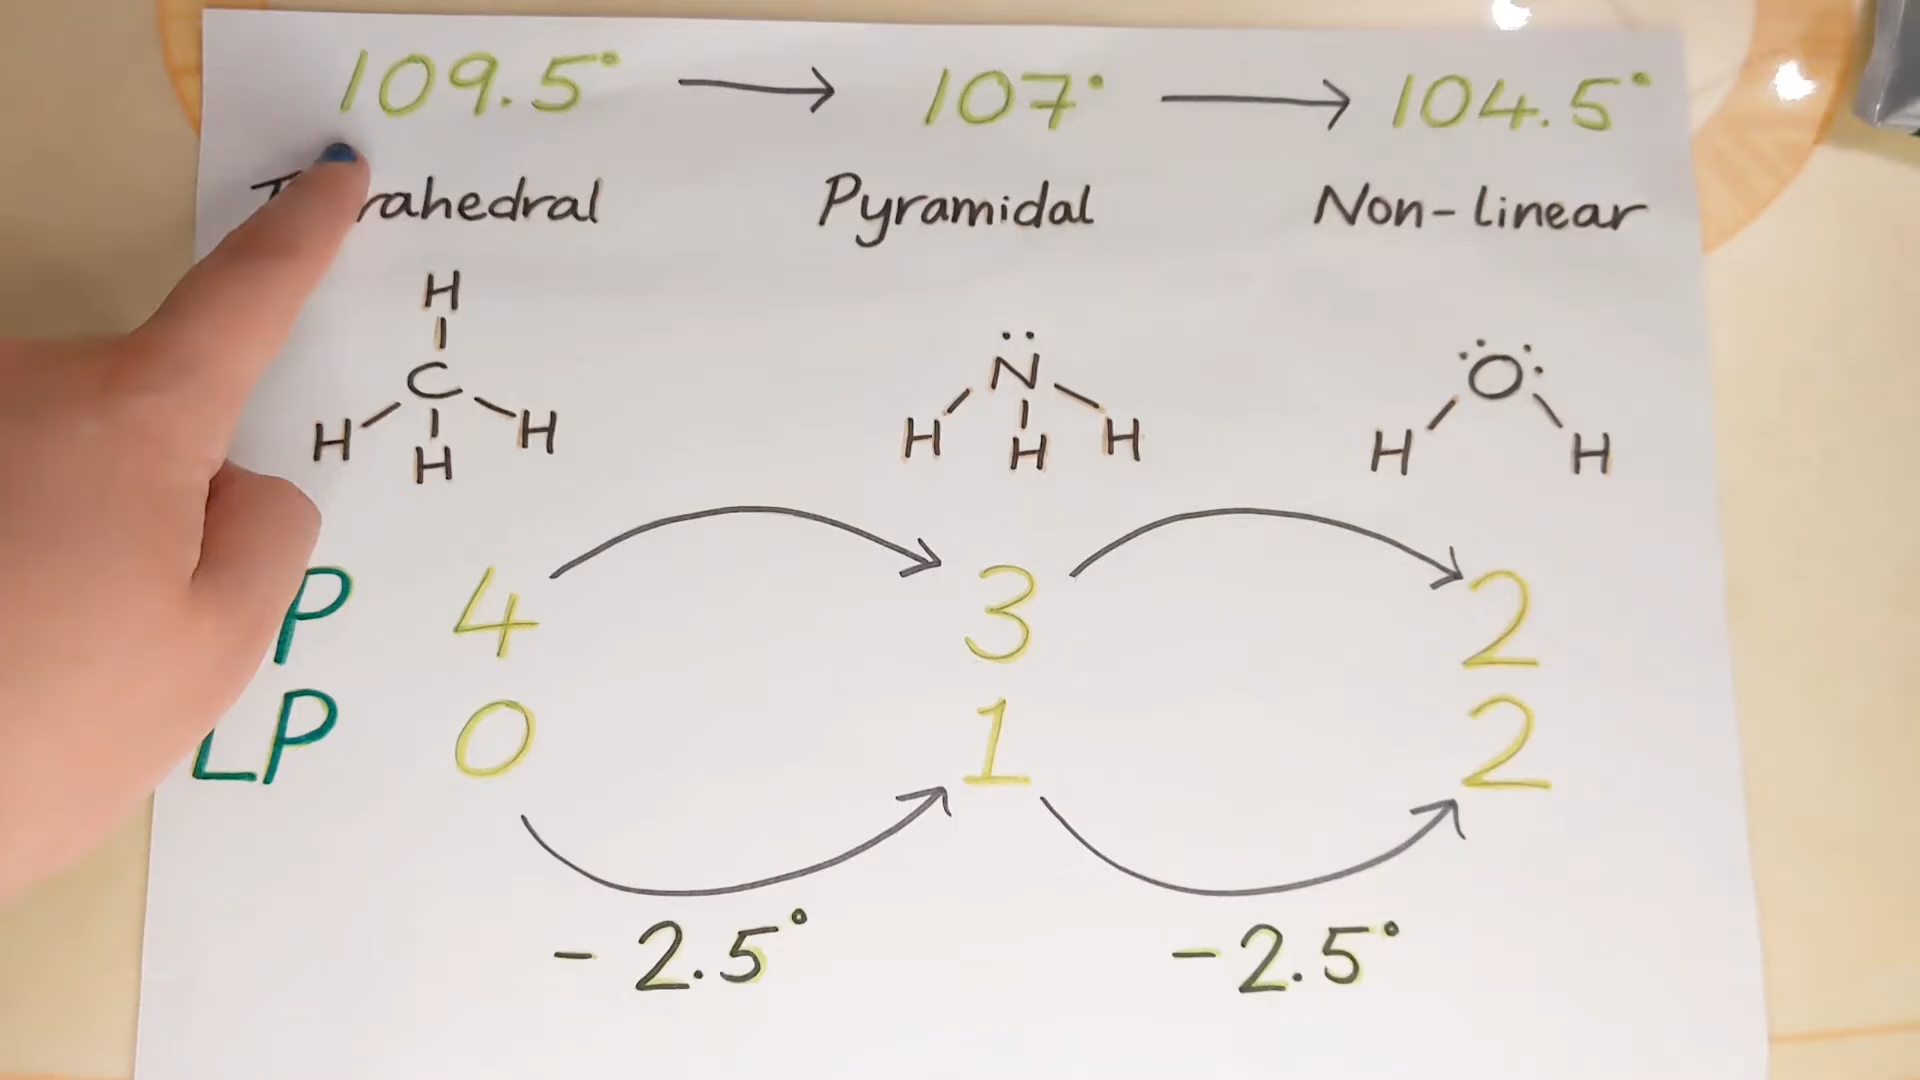 109.5° → 107° → 104.5°
rahedral Pyramidal Non-linear
H
C N O
H H H H H H H H
P 4 3 2
LP 0 1 2
- 2.5° - 2.5°